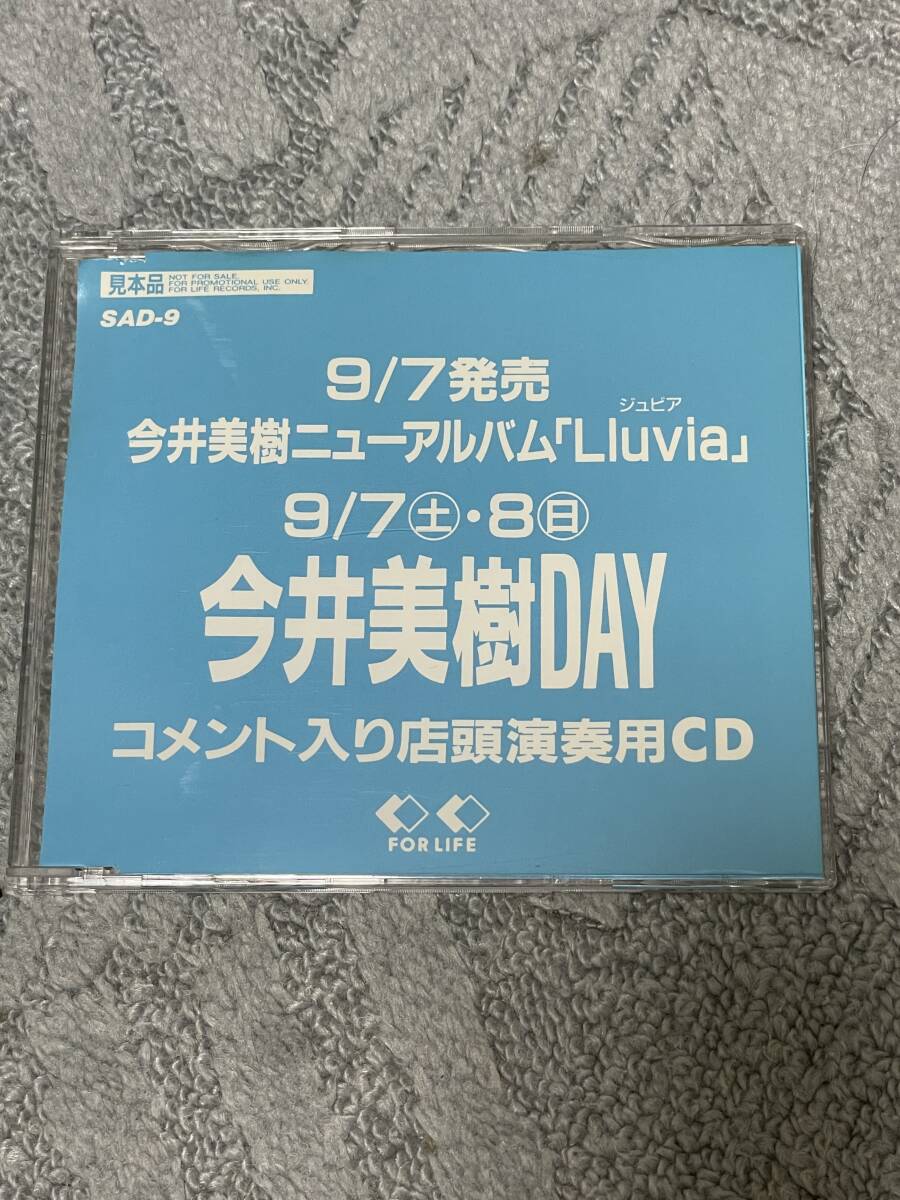 見本品
NOT FOR SALE.
FOR PROMOTIONAL USE ONLY.
FOR LIFE RECORDS, INC.
SAD-9
9/7発売
ジュビア
今井美樹ニューアルバム「Lluvia」
9/7㊏・8㊐
今井美樹DAY
コメント入り店頭演奏用CD
FOR LIFE